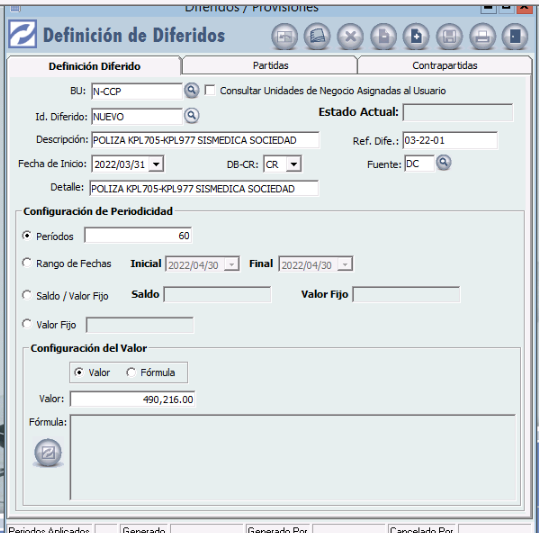 Diferidos / Provisiones
Definición de Diferidos
Definición Diferido Partidas Contrapartidas
BU: N-CCP Consultar Unidades de Negocio Asignadas al Usuario
Id. Diferido: NUEVO Estado Actual:
Descripción: POLIZA KPL705-KPL977 SISMEDICA SOCIEDAD Ref. Dife.: 03-22-01
Fecha de Inicio: 2022/03/31 DB-CR: CR Fuente: DC
Detalle: POLIZA KPL705-KPL977 SISMEDICA SOCIEDAD
Configuración de Periodicidad
Períodos 60
Rango de Fechas Inicial 2022/04/30 Final 2022/04/30
Saldo / Valor Fijo Saldo Valor Fijo
Valor Fijo
Configuración del Valor
Valor Fórmula
Valor: 490,216.00
Fórmula:
Periodos Aplicados Generado Generado Por Cancelado Por